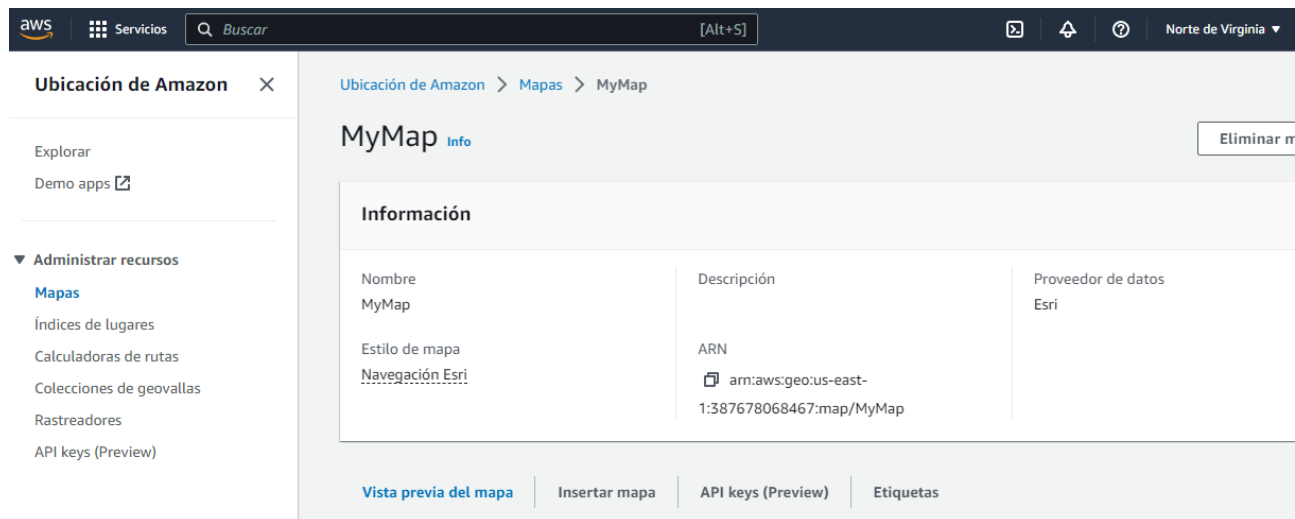 aws Servicios Buscar [Alt+S] Norte de Virginia
Ubicación de Amazon
Explorar
Demo apps
Administrar recursos
Mapas
Índices de lugares
Calculadoras de rutas
Colecciones de geovallas
Rastreadores
API keys (Preview)
Ubicación de Amazon > Mapas > MyMap
MyMap Info
Eliminar m
Información
Nombre
MyMap
Descripción
Proveedor de datos
Esri
Estilo de mapa
Navegación Esri
ARN
arn:aws:geo:us-east-
1:387678068467:map/MyMap
Vista previa del mapa Insertar mapa API keys (Preview) Etiquetas